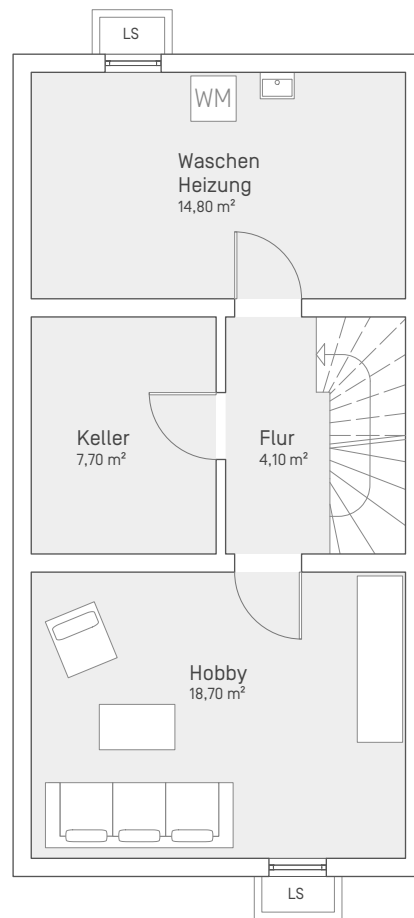 LS
WM
Waschen
Heizung
14,80 m²
Keller
7,70 m²
Flur
4,10 m²
Hobby
18,70 m²
LS